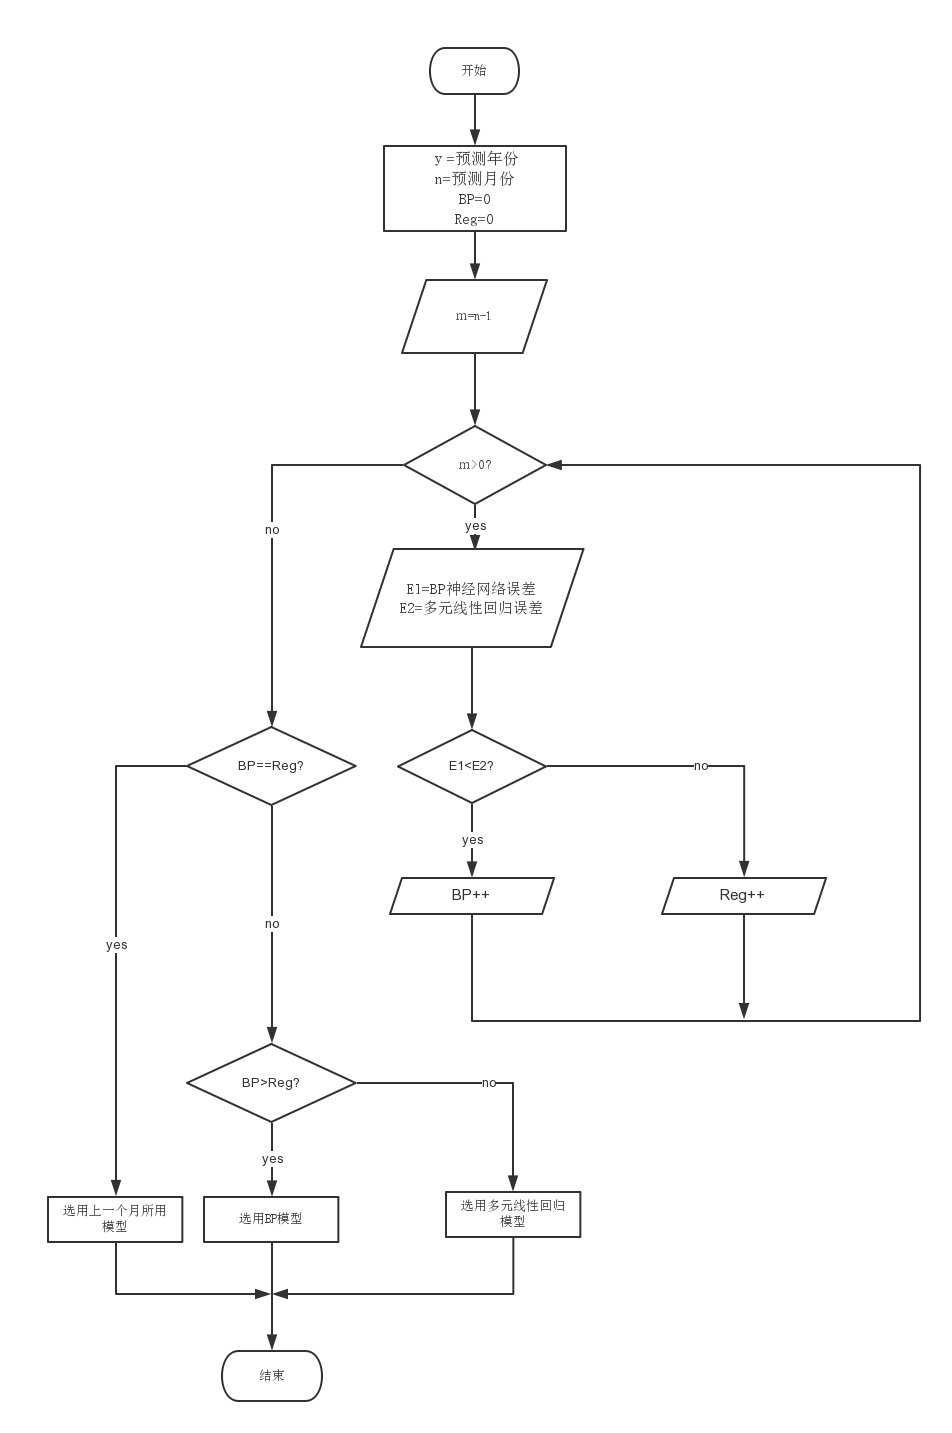 开始
y =预测年份
n=预测月份
BP=0
Reg=0
m=n-1
m>0?
no
yes
E1=BP神经网络误差
E2=多元线性回归误差
BP==Reg?
E1<E2?
no
yes
BP++
Reg++
no
yes
BP>Reg?
no
yes
选用上一个月所用
模型
选用BP模型
选用多元线性回归
模型
结束